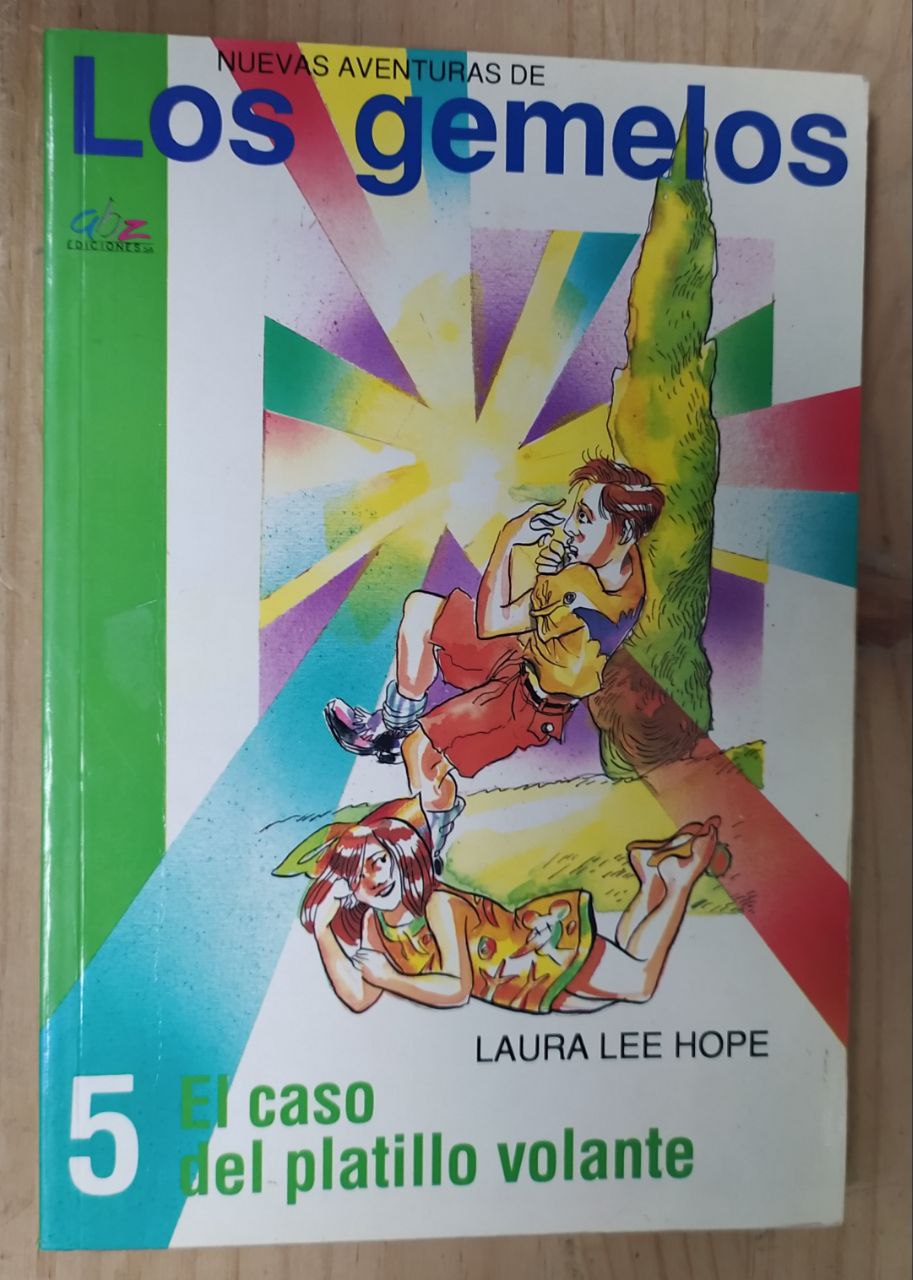 NUEVAS AVENTURAS DE
Los gemelos
abz
EDICIONES S.A.
LAURA LEE HOPE
5
El caso
del platillo volante